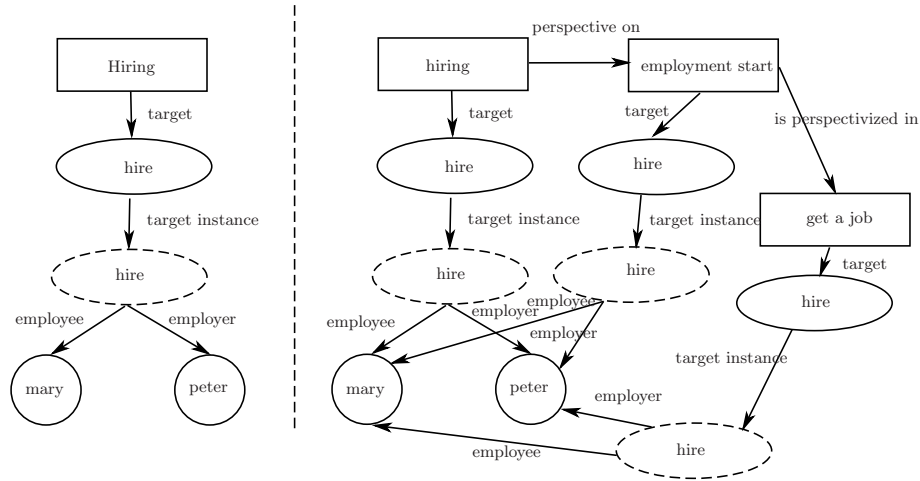 Hiring
target
hire
target instance
hire
employee
employer
mary
peter
perspective on
hiring
employment start
target
target
is perspectivized in
hire
hire
target instance
target instance
get a job
hire
hire
target
hire
employee
employer
employee
employer
target instance
mary
peter
employer
employee
hire